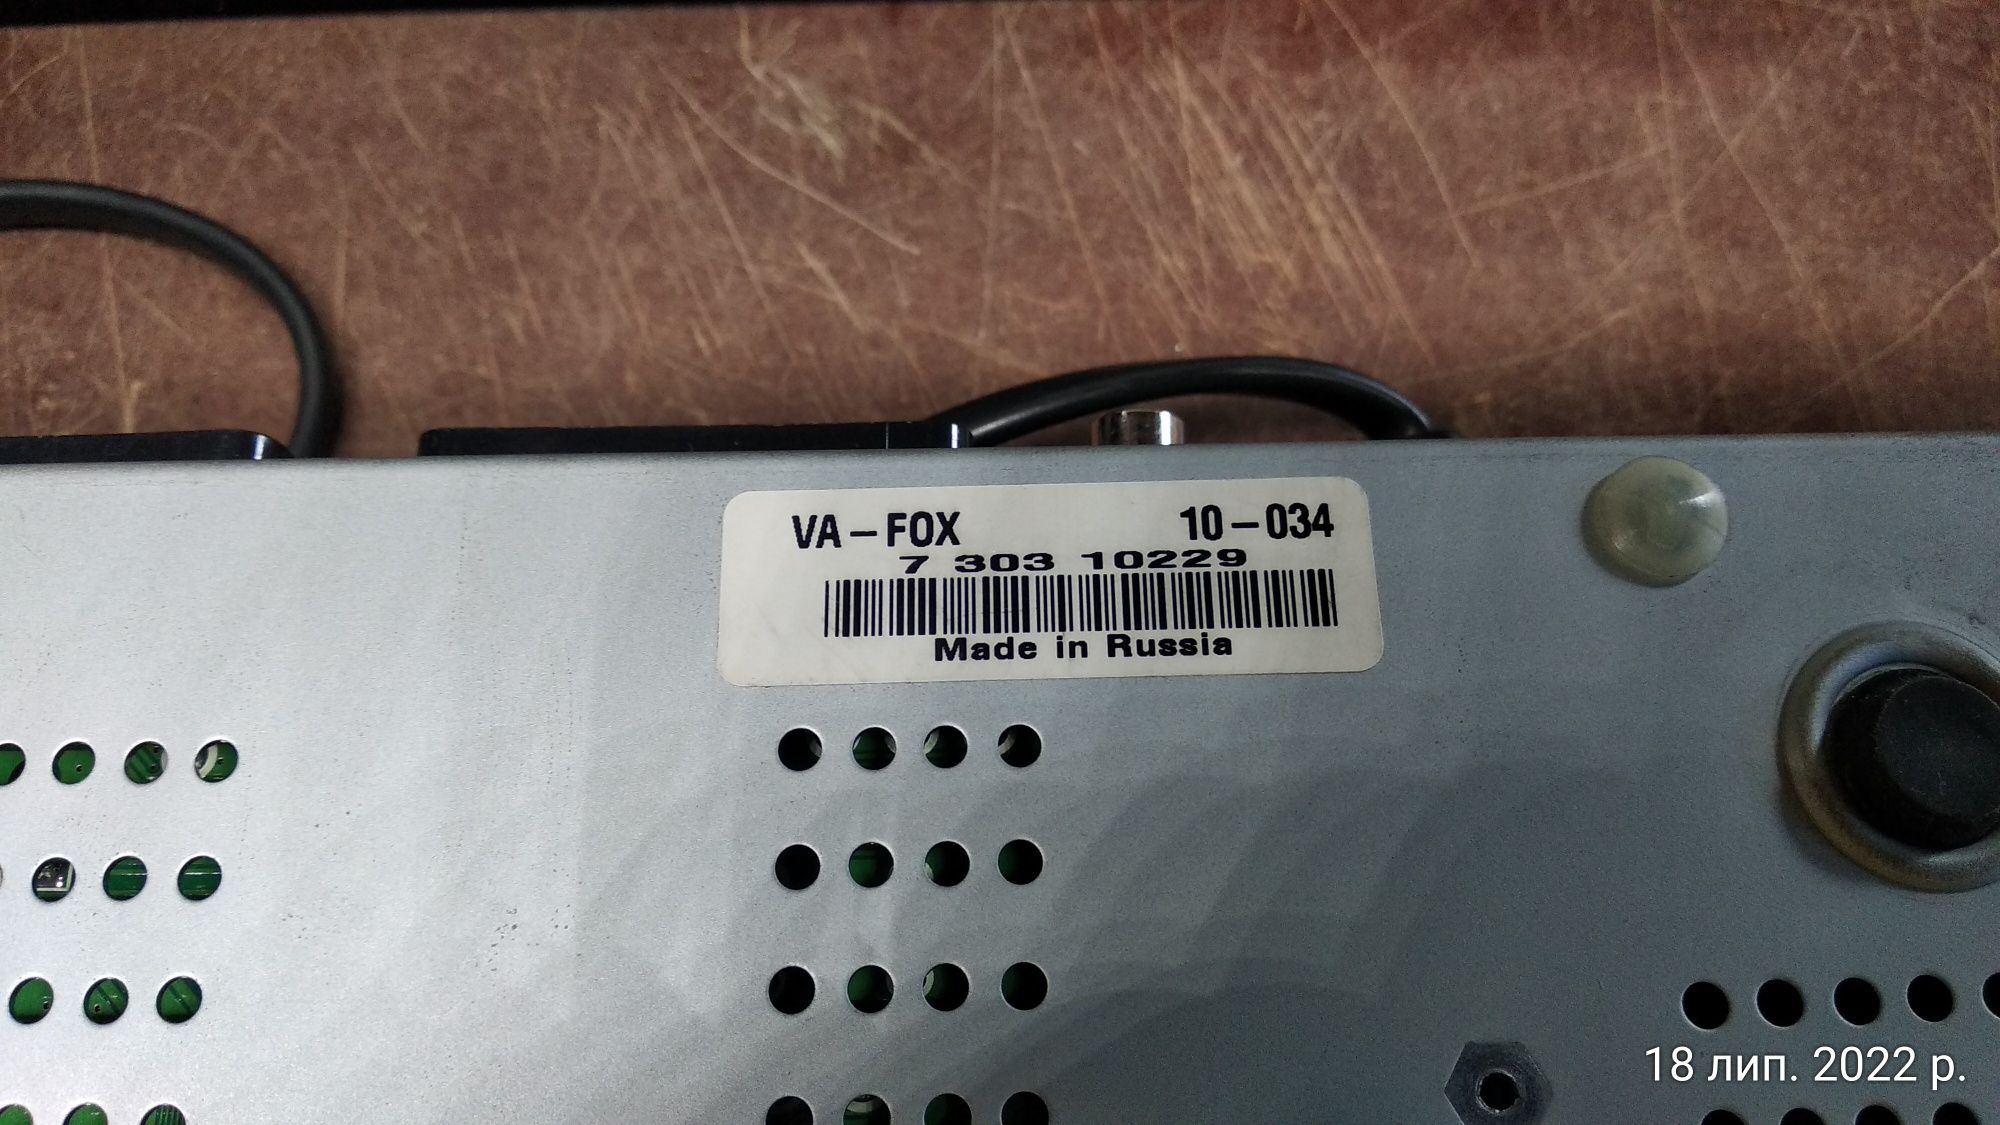 VA – FOX 10 – 034
7 303 10229
Made in Russia
18 лип. 2022 р.